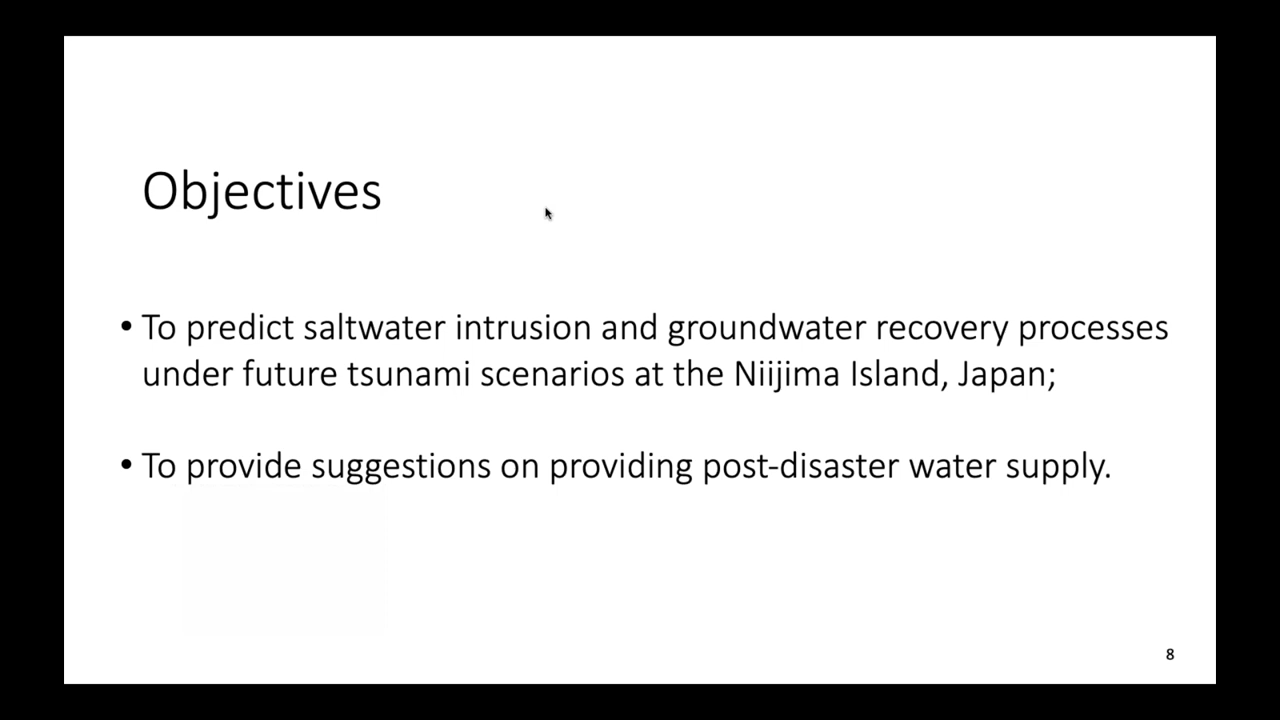 Objectives
• To predict saltwater intrusion and groundwater recovery processes
under future tsunami scenarios at the Niijima Island, Japan;
• To provide suggestions on providing post-disaster water supply.
8